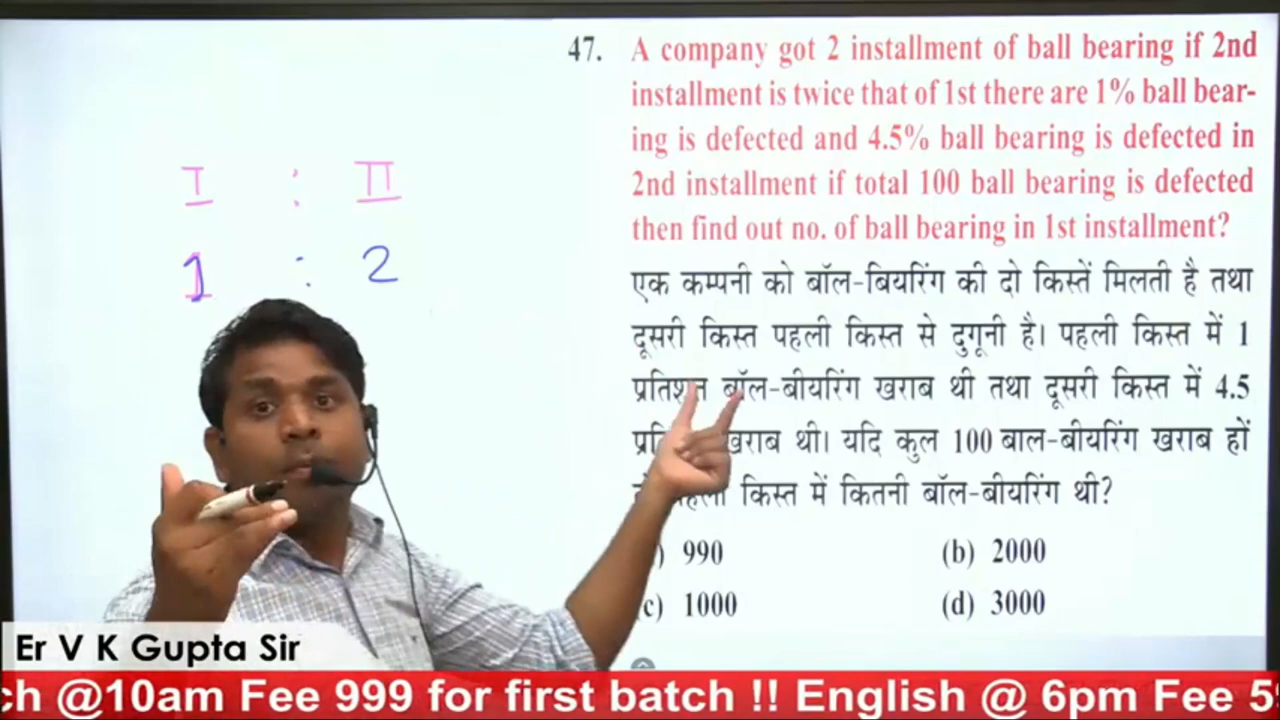 47. A company got 2 installment of ball bearing if 2nd
installment is twice that of 1st there are 1% ball bear-
ing is defected and 4.5% ball bearing is defected in
2nd installment if total 100 ball bearing is defected
then find out no. of ball bearing in 1st installment?
एक कम्पनी को बॉल-बियरिंग की दो किस्तें मिलती है तथा
दूसरी किस्त पहली किस्त से दुगूनी है। पहली किस्त में 1
प्रतिशत बॉल-बीयरिंग खराब थी तथा दूसरी किस्त में 4.5
खराब थी। यदि कुल 100 बाल-बीयरिंग खराब हों
किस्त में कितनी बॉल-बीयरिंग थी?
) 990 (b) 2000
c) 1000 (d) 3000
I : II
1 : 2
Er V K Gupta Sir
ch @10am Fee 999 for first batch !! English @ 6pm Fee 5